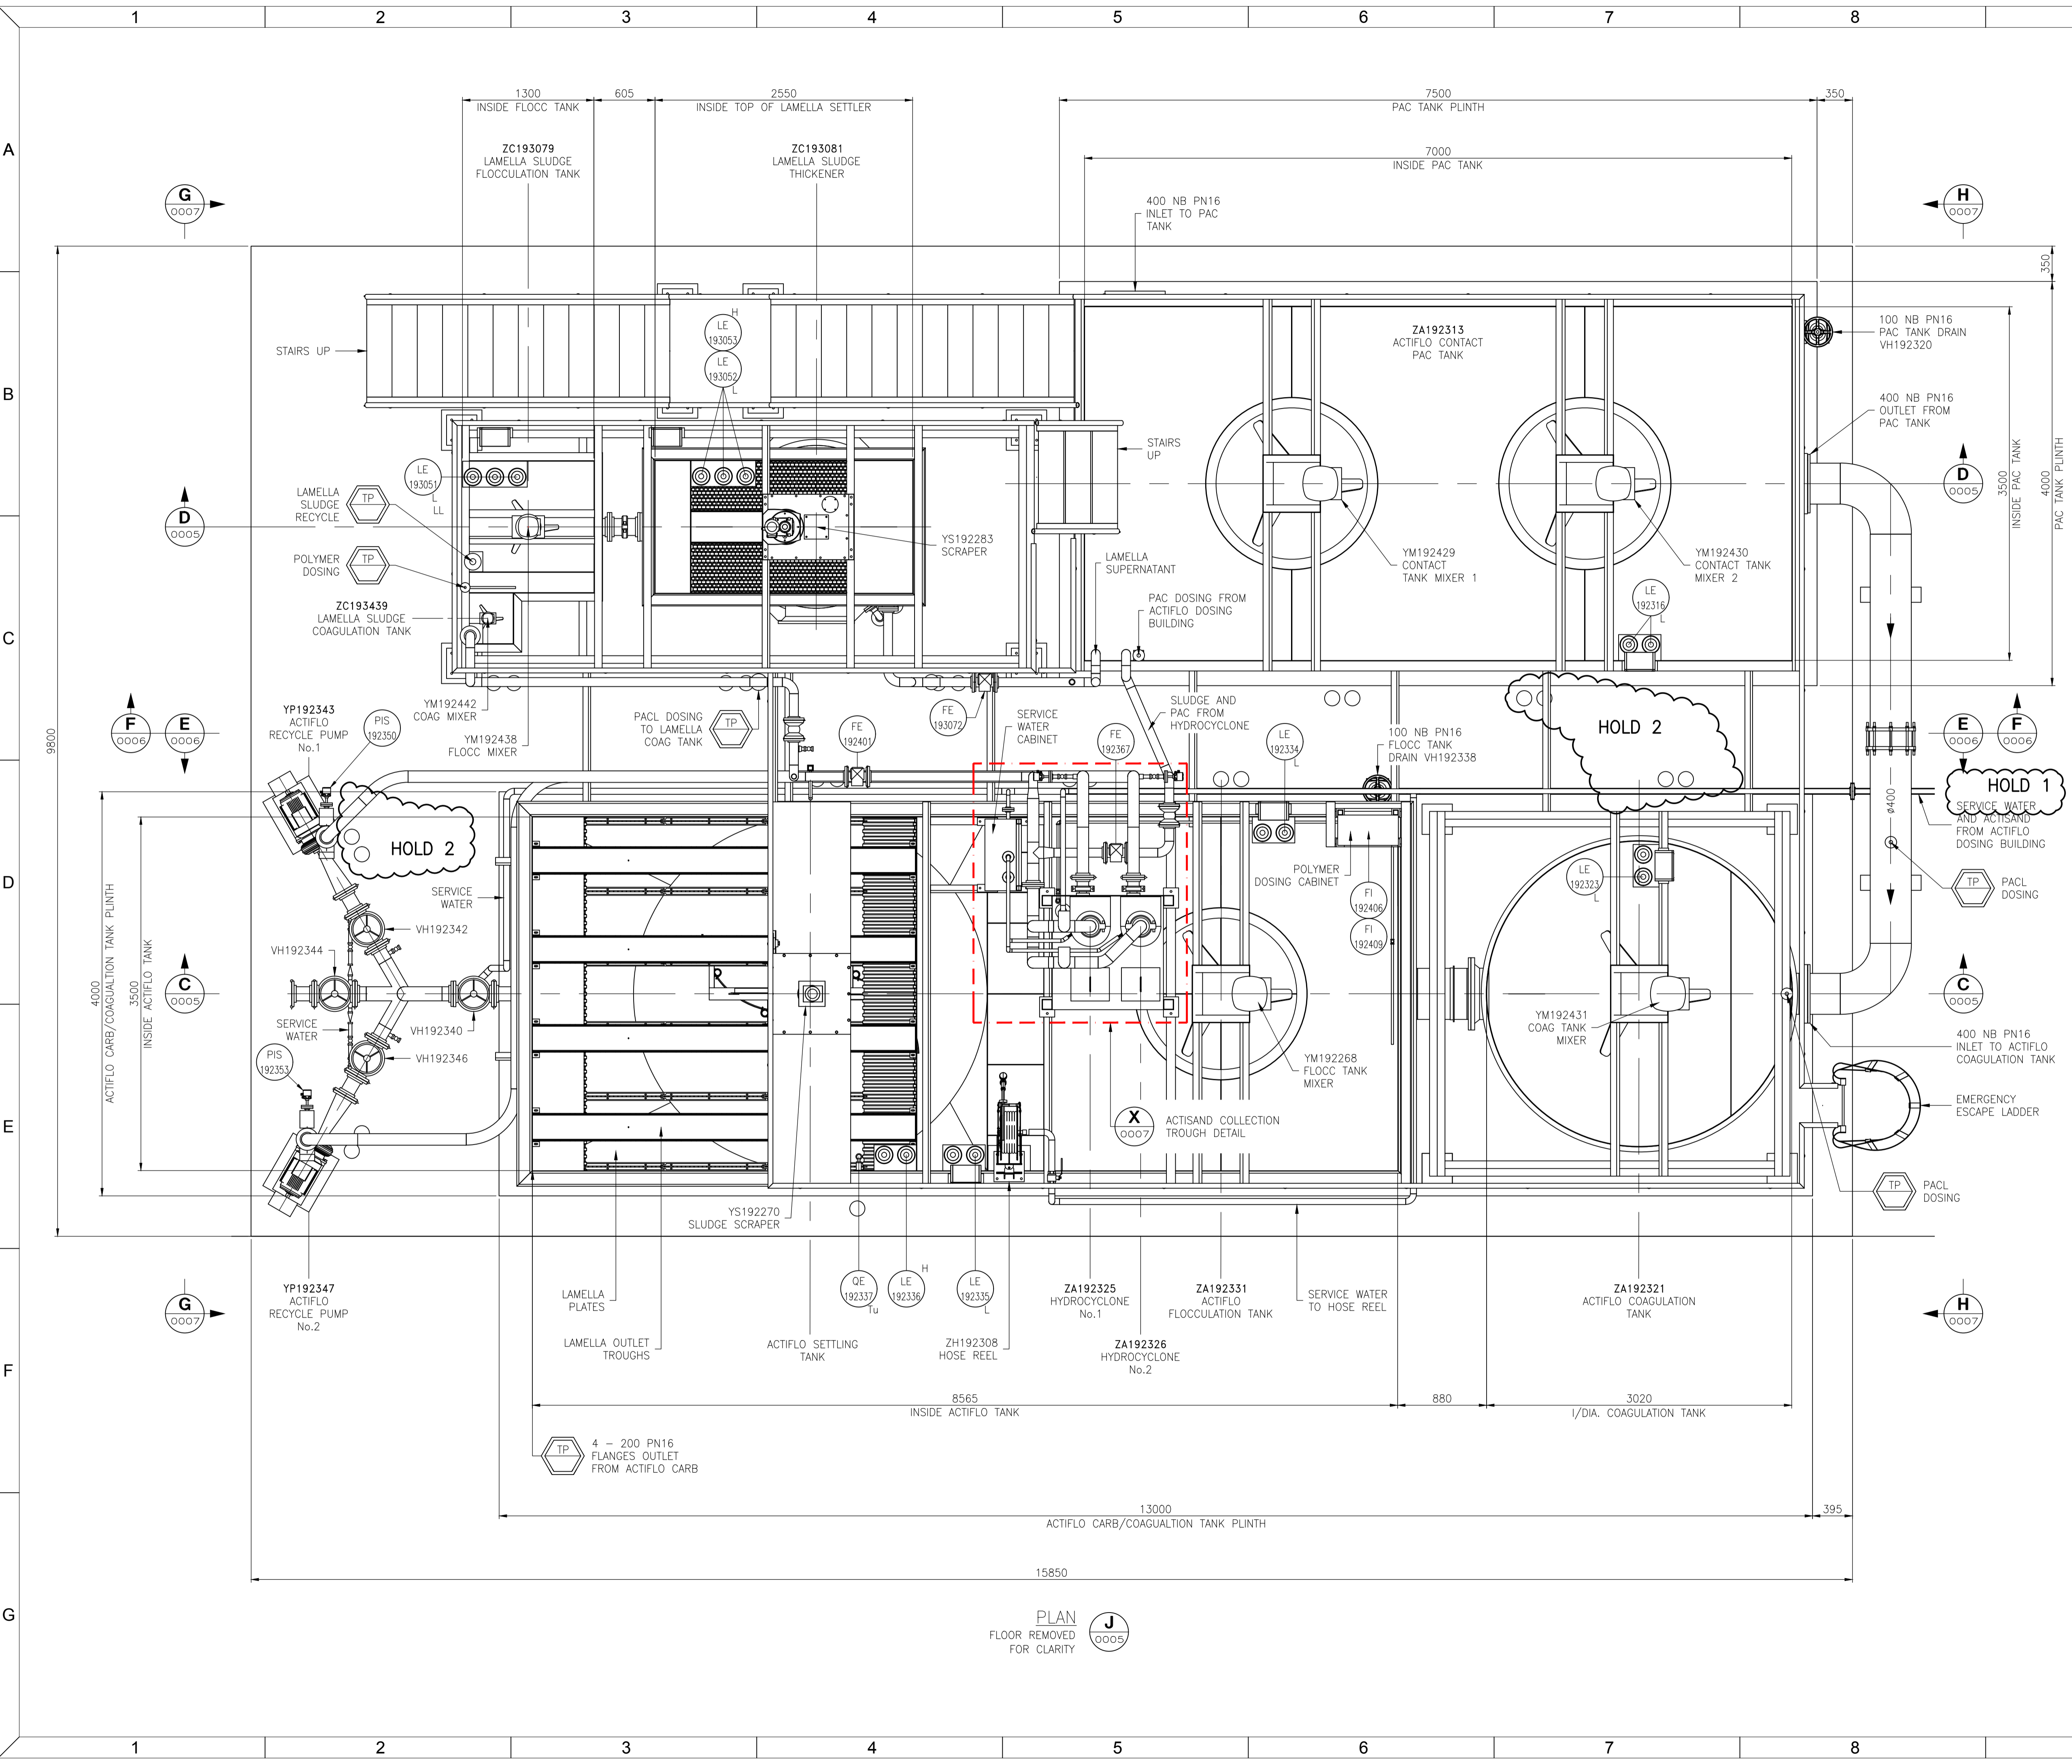 1 2 3 4 5 6 7 8
A
B
C
D
E
F
G
1300
INSIDE FLOCC TANK
605
2550
INSIDE TOP OF LAMELLA SETTLER
7500
PAC TANK PLINTH
350
7000
INSIDE PAC TANK
ZC193079
LAMELLA SLUDGE
FLOCCULATION TANK
ZC193081
LAMELLA SLUDGE
THICKENER
G
0007
H
0007
400 NB PN16
INLET TO PAC
TANK
350
9800
STAIRS UP
H
LE
193053
LE
193052
L
ZA192313
ACTIFLO CONTACT
PAC TANK
100 NB PN16
PAC TANK DRAIN
VH192320
400 NB PN16
OUTLET FROM
PAC TANK
3500
INSIDE PAC TANK
4000
PAC TANK PLINTH
STAIRS
UP
LE
193051
L
LL
LAMELLA
SLUDGE
RECYCLE
TP
D
0005
D
0005
POLYMER
DOSING
TP
YS192283
SCRAPER
YM192429
CONTACT
TANK MIXER 1
YM192430
CONTACT TANK
MIXER 2
LAMELLA
SUPERNATANT
PAC DOSING FROM
ACTIFLO DOSING
BUILDING
LE
192316
L
ZC193439
LAMELLA SLUDGE
COAGULATION TANK
YM192442
COAG MIXER
YM192438
FLOCC MIXER
F
0006
E
0006
YP192343
ACTIFLO
RECYCLE PUMP
No.1
PIS
192350
PACL DOSING
TO LAMELLA
COAG TANK
TP
FE
192401
FE
193072
SERVICE
WATER
CABINET
FE
192367
SLUDGE AND
PAC FROM
HYDROCYCLONE
LE
192334
L
100 NB PN16
FLOCC TANK
DRAIN VH192338
HOLD 2
E
0006
F
0006
HOLD 1
SERVICE WATER
AND ACTISAND
FROM ACTIFLO
DOSING BUILDING
ø400
HOLD 2
SERVICE
WATER
POLYMER
DOSING CABINET
FI
192406
FI
192409
LE
192323
L
TP
PACL
DOSING
4000
ACTIFLO CARB/COAGUALTION TANK PLINTH
3500
INSIDE ACTIFLO TANK
VH192342
VH192344
C
0005
C
0005
SERVICE
WATER
VH192340
VH192346
PIS
192353
YM192431
COAG TANK
MIXER
YM192268
FLOCC TANK
MIXER
400 NB PN16
INLET TO ACTIFLO
COAGULATION TANK
EMERGENCY
ESCAPE LADDER
X
0007
ACTISAND COLLECTION
TROUGH DETAIL
TP
PACL
DOSING
YS192270
SLUDGE SCRAPER
YP192347
ACTIFLO
RECYCLE PUMP
No.2
G
0007
LAMELLA
PLATES
QE
192337
Tu
H
LE
192336
LE
192335
L
ZA192325
HYDROCYCLONE
No.1
ZA192331
ACTIFLO
FLOCCULATION TANK
SERVICE WATER
TO HOSE REEL
ZA192321
ACTIFLO COAGULATION
TANK
H
0007
LAMELLA OUTLET
TROUGHS
ACTIFLO SETTLING
TANK
ZH192308
HOSE REEL
ZA192326
HYDROCYCLONE
No.2
8565
INSIDE ACTIFLO TANK
880
3020
I/DIA. COAGULATION TANK
TP
4 - 200 PN16
FLANGES OUTLET
FROM ACTIFLO CARB
13000
ACTIFLO CARB/COAGUALTION TANK PLINTH
395
15850
PLAN
FLOOR REMOVED
FOR CLARITY
J
0005
1 2 3 4 5 6 7 8